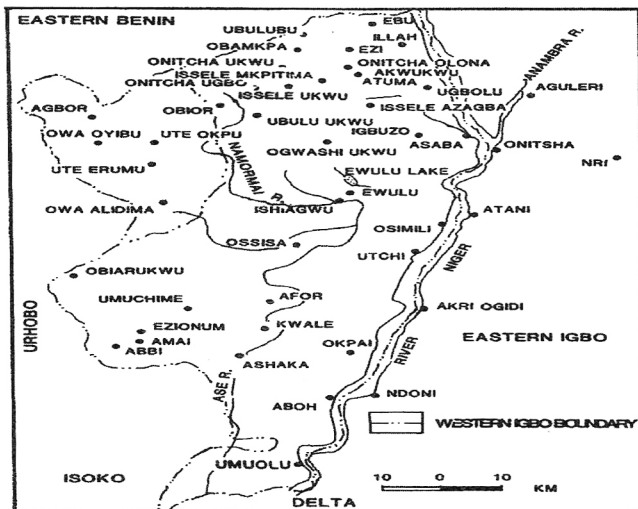 EASTERN BENIN
EBU
UBULUBU
ILLAH
OBAMKPA
EZI
ONITCHA UKWU
ONITCHA OLONA
ANAMBRA R.
ISSELE MKPITIMA
AKWUKWU
ONITCHA UGBO
ATUMA
UGBOLU
AGULERI
ISSELE UKWU
AGBOR
OBIOR
ISSELE AZAGBA
UBULU UKWU
OWA OYIBU
UTE OKPU
IGBUZO
ASABA
ONITSHA
OGWASHI UKWU
NRI
UTE ERUMU
NAMORMAI R.
EWULU LAKE
EWULU
OWA ALIDIMA
ISHIAGWU
ATANI
OSIMILI
OSSISA
UTCHI
NIGER
OBIARUKWU
UMUCHIME
AFOR
AKRI OGIDI
URHOBO
EZIONUM
KWALE
EASTERN IGBO
AMAI
ABBI
OKPAI
ASHAKA
RIVER
ASE R.
ABOH
NDONI
WESTERN IGBO BOUNDARY
UMUOLU
ISOKO
10 0 10
KM
DELTA